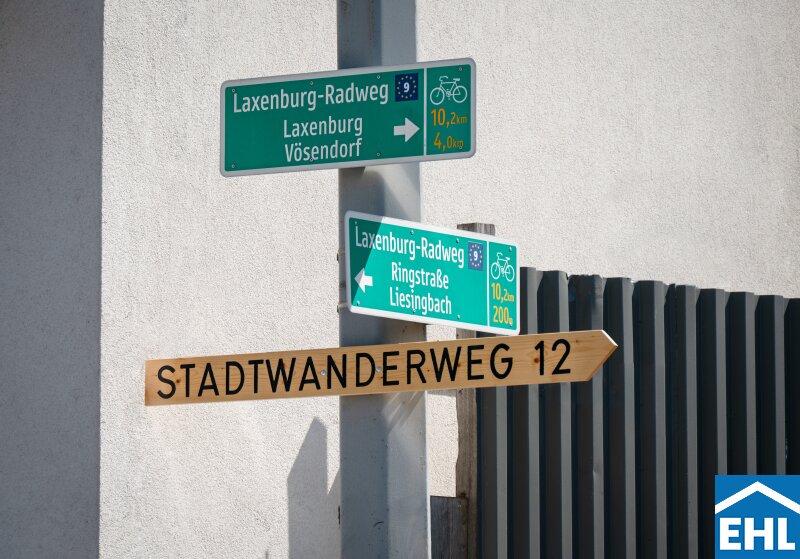 Laxenburg-Radweg 9
Laxenburg 10,2km
Vösendorf 4,0km
Laxenburg-Radweg 9
Ringstraße 10,2km
Liesingbach 200m
STADTWANDERWEG 12
EHL